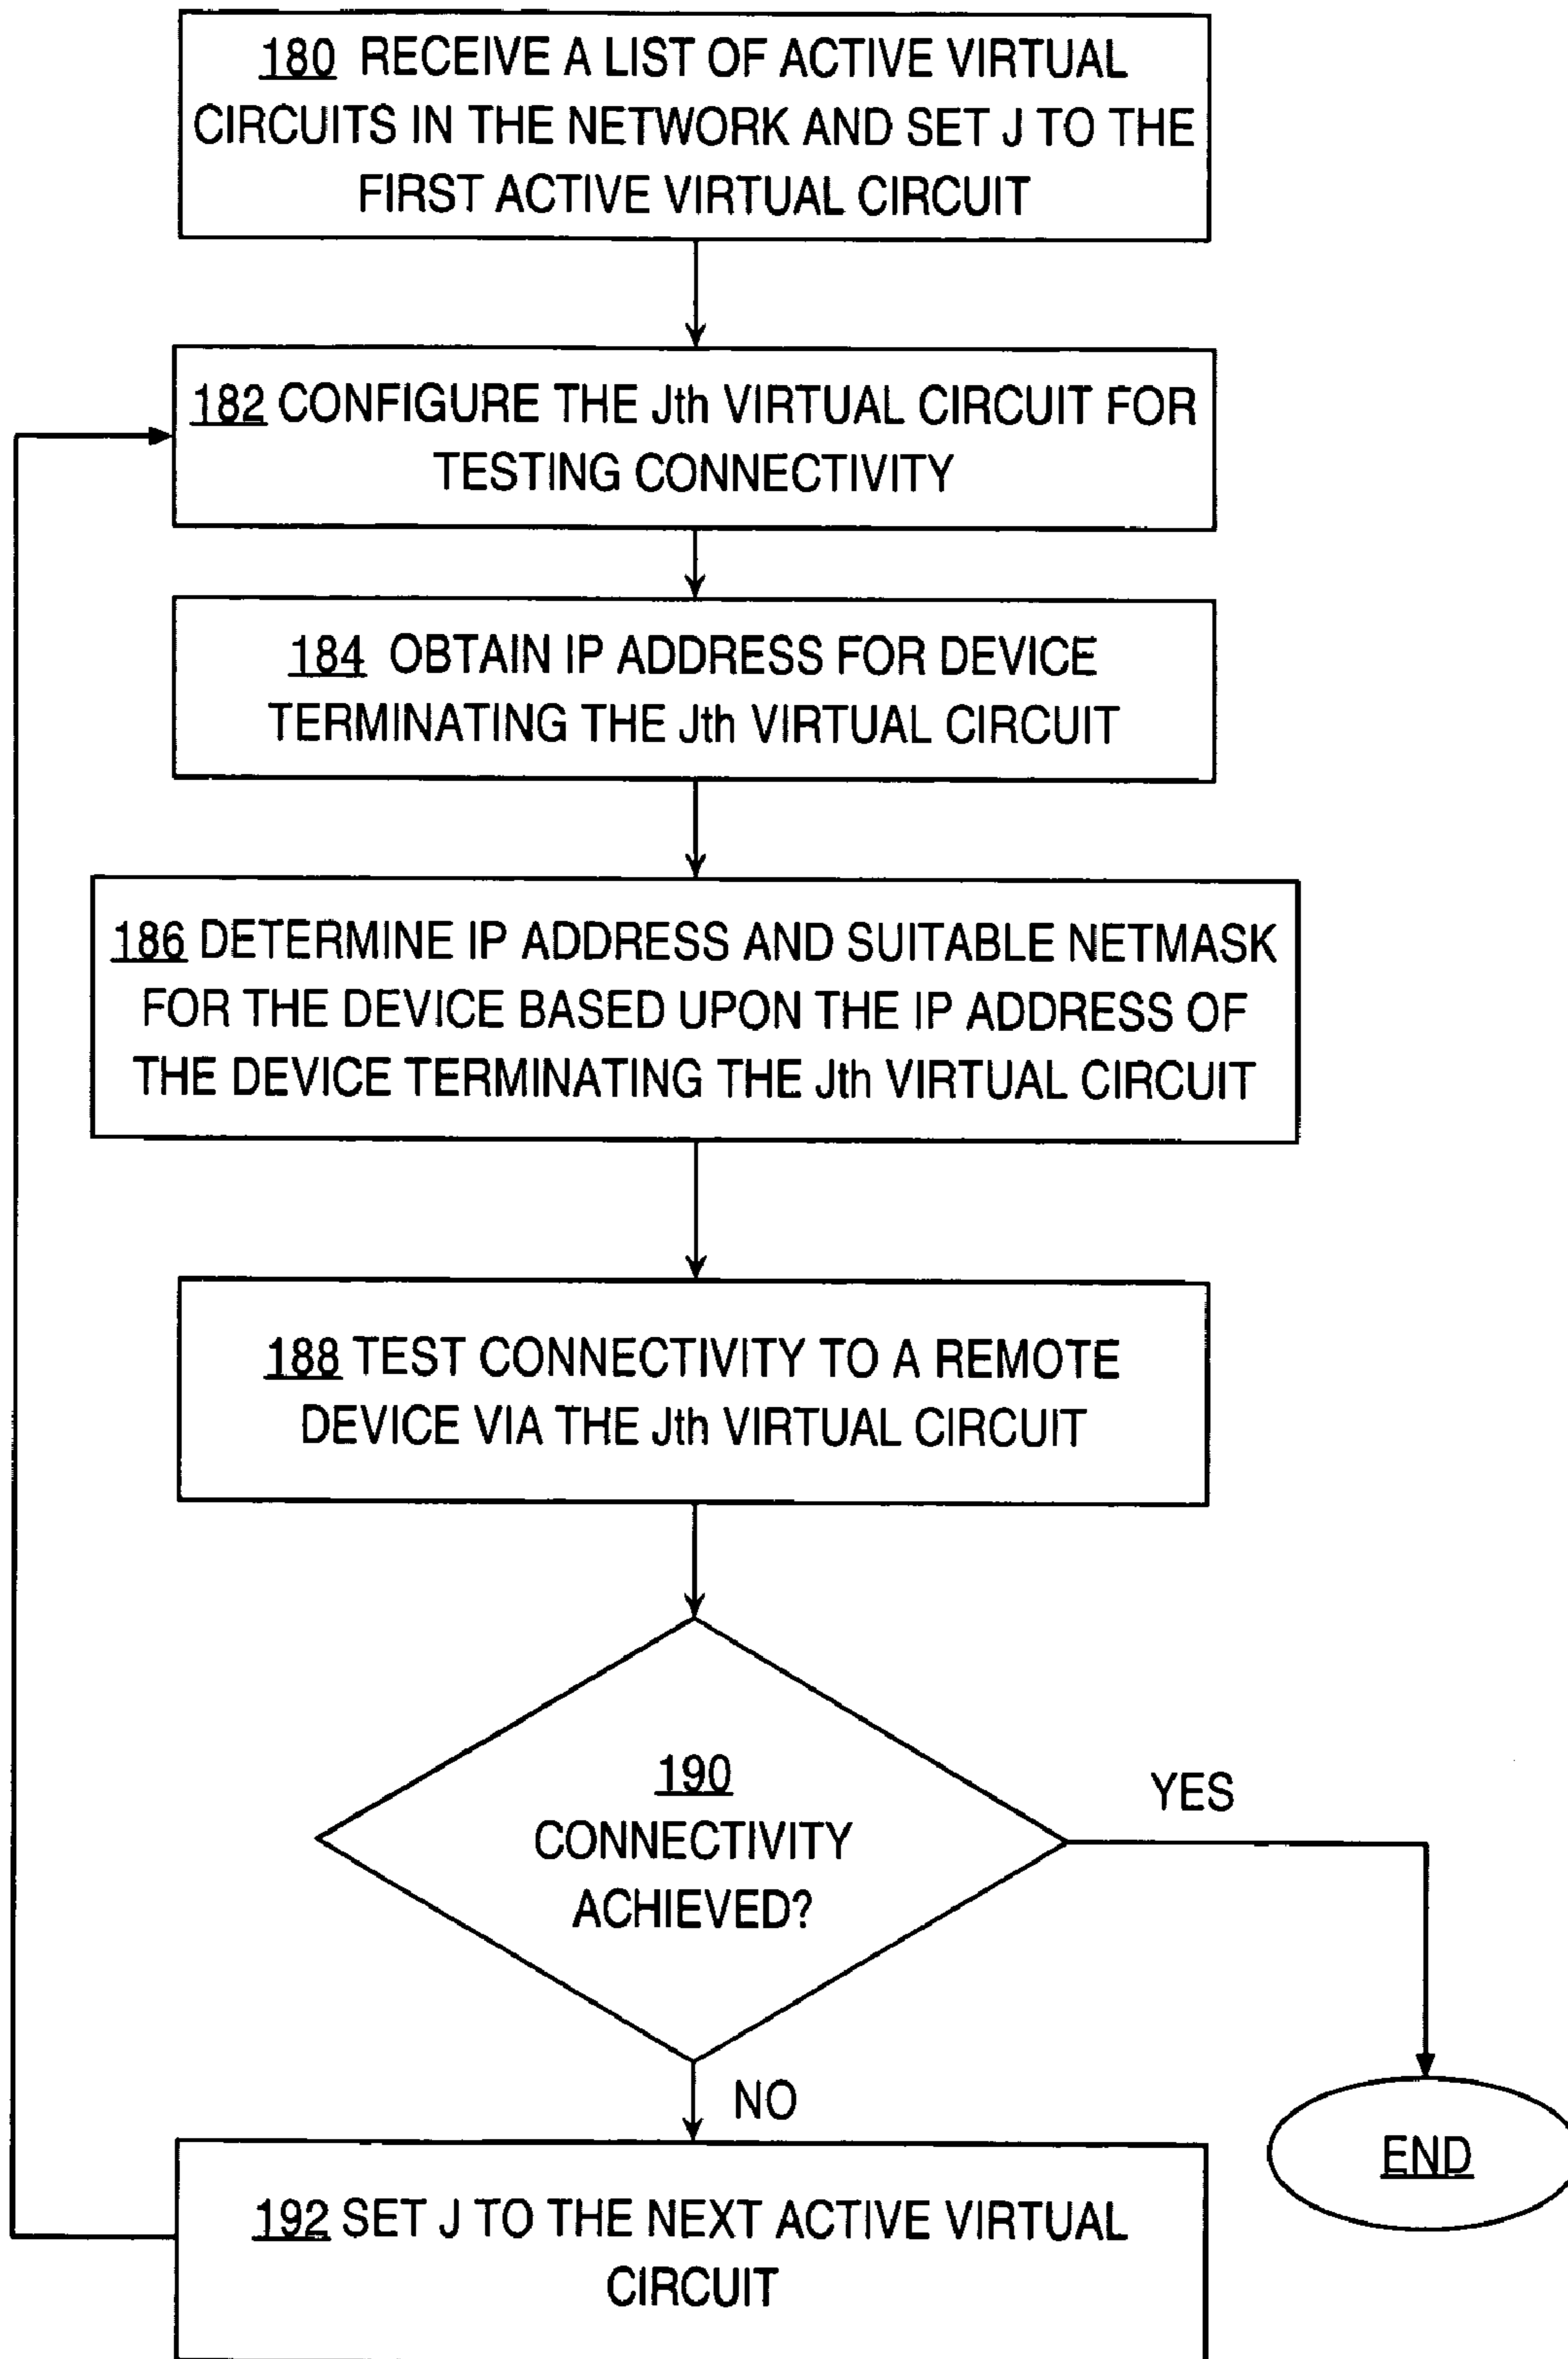 180 RECEIVE A LIST OF ACTIVE VIRTUAL
CIRCUITS IN THE NETWORK AND SET J TO THE
FIRST ACTIVE VIRTUAL CIRCUIT
182 CONFIGURE THE Jth VIRTUAL CIRCUIT FOR
TESTING CONNECTIVITY
184 OBTAIN IP ADDRESS FOR DEVICE
TERMINATING THE Jth VIRTUAL CIRCUIT
186 DETERMINE IP ADDRESS AND SUITABLE NETMASK
FOR THE DEVICE BASED UPON THE IP ADDRESS OF
THE DEVICE TERMINATING THE Jth VIRTUAL CIRCUIT
188 TEST CONNECTIVITY TO A REMOTE
DEVICE VIA THE Jth VIRTUAL CIRCUIT
190
CONNECTIVITY
ACHIEVED?
YES
NO
END
192 SET J TO THE NEXT ACTIVE VIRTUAL
CIRCUIT